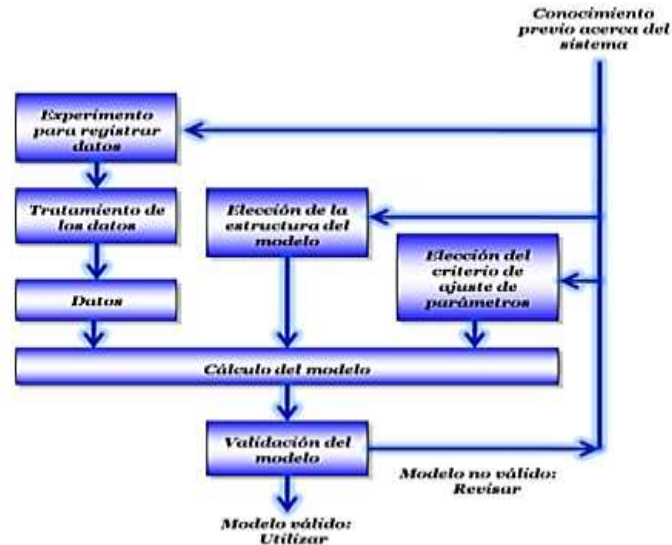 Conocimiento
previo acerca del
sistema
Experimento
para registrar
datos
Tratamiento de
los datos
Elección de la
estructura del
modelo
Elección del
criterio de
ajuste de
parámetros
Datos
Cálculo del modelo
Validación del
modelo
Modelo no válido:
Revisar
Modelo válido:
Utilizar